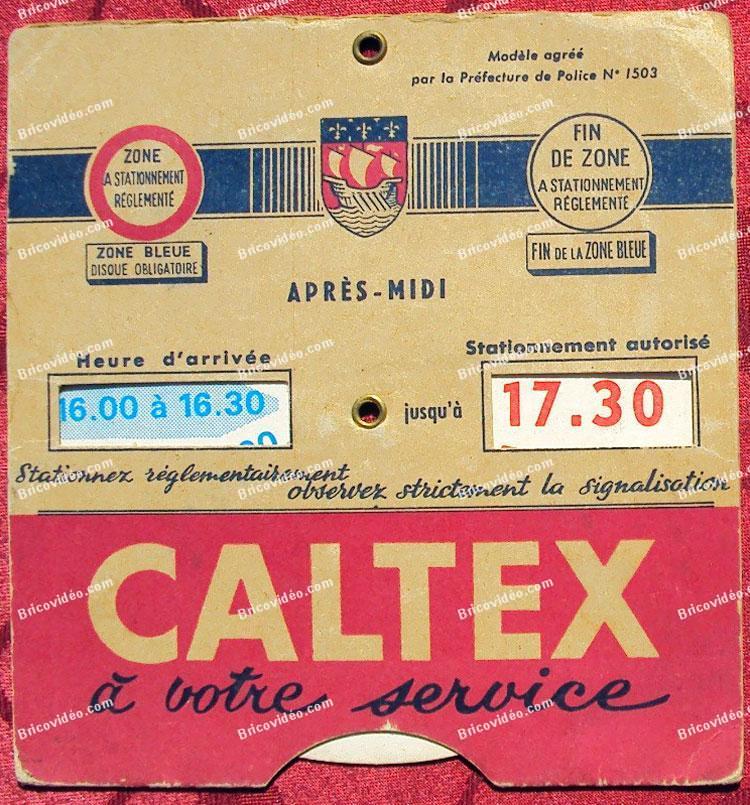 Modèle agréé
par la Préfecture de Police N° 1503
ZONE
A STATIONNEMENT
RÉGLEMENTÉ
ZONE BLEUE
DISQUE OBLIGATOIRE
FIN
DE ZONE
A STATIONNEMENT
RÉGLEMENTÉ
FIN DE LA ZONE BLEUE
APRÈS-MIDI
Heure d'arrivée
16.00 à 16.30
jusqu'à
Stationnement autorisé
17.30
Stationnez réglementairement
observez strictement la signalisation
CALTEX
à votre service
Bricovidéo.com